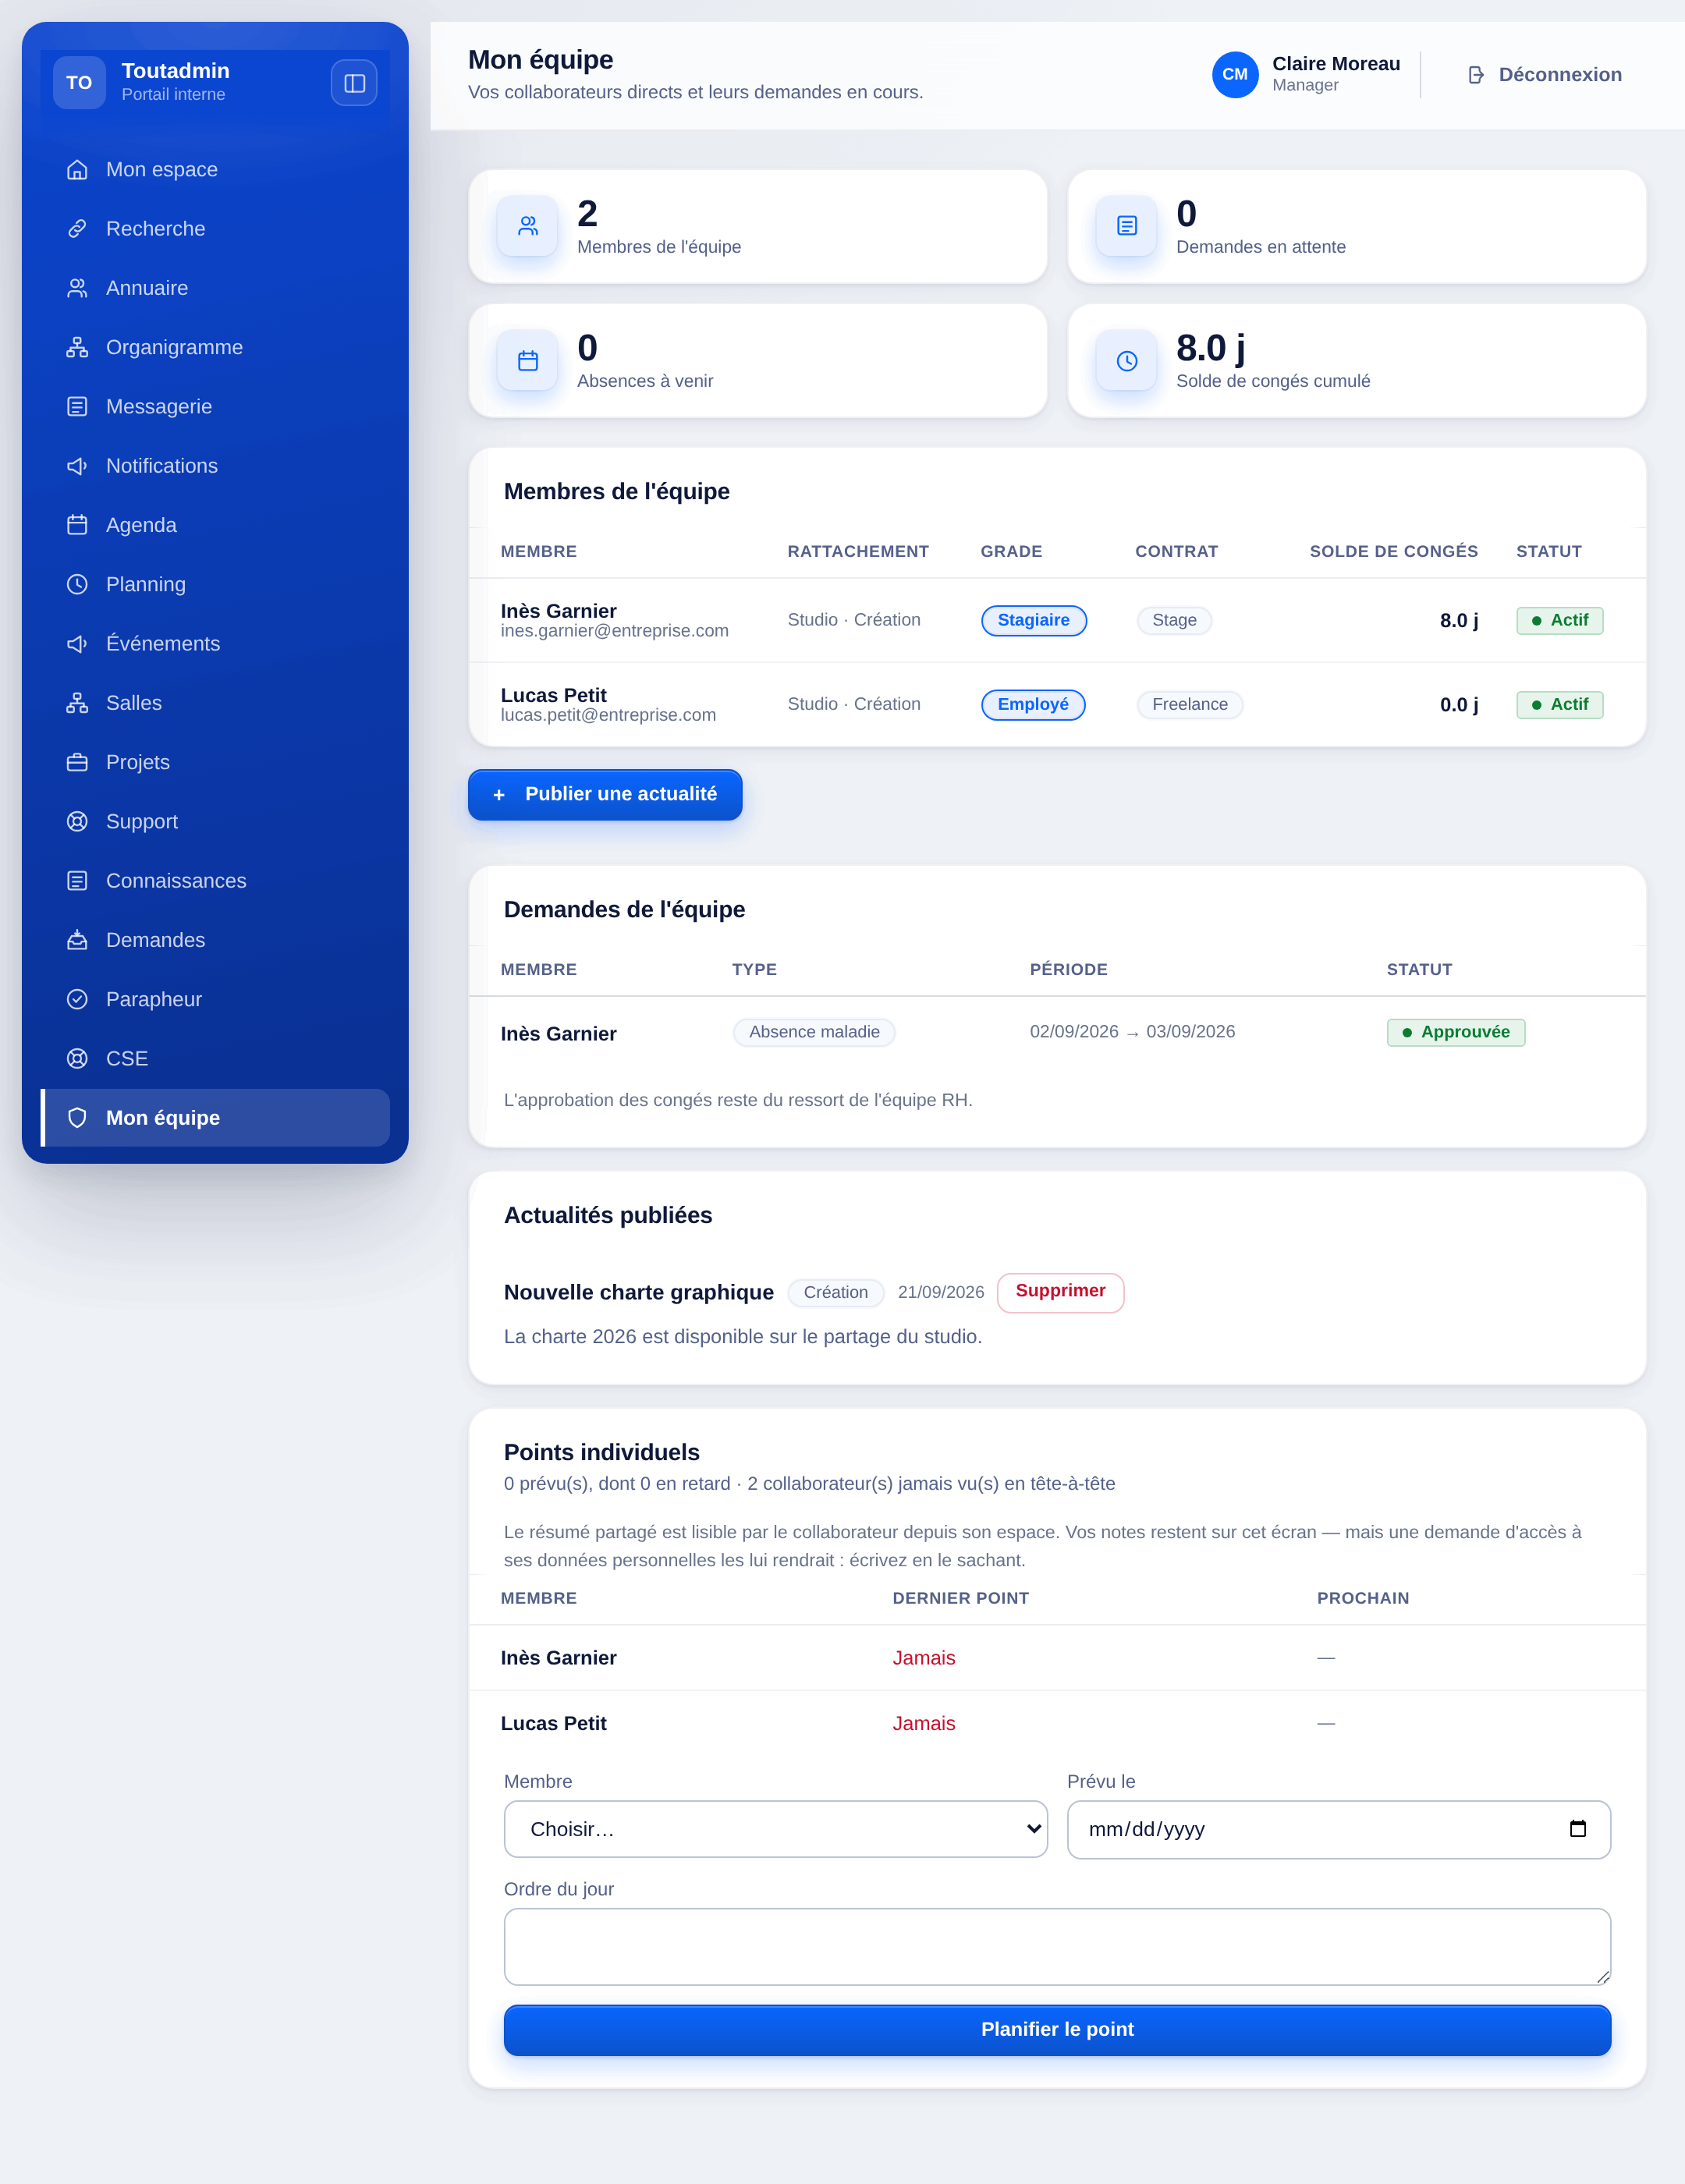 TO
Toutadmin
Portail interne
Mon espace
Recherche
Annuaire
Organigramme
Messagerie
Notifications
Agenda
Planning
Événements
Salles
Projets
Support
Connaissances
Demandes
Parapheur
CSE
Mon équipe
Mon équipe
Vos collaborateurs directs et leurs demandes en cours.
CM
Claire Moreau
Manager
Déconnexion
2
Membres de l'équipe
0
Demandes en attente
0
Absences à venir
8.0 j
Solde de congés cumulé
Membres de l'équipe
MEMBRE RATTACHEMENT GRADE CONTRAT SOLDE DE CONGÉS STATUT
Inès Garnier
ines.garnier@entreprise.com
Studio · Création Stagiaire Stage 8.0 j Actif
Lucas Petit
lucas.petit@entreprise.com
Studio · Création Employé Freelance 0.0 j Actif
+ Publier une actualité
Demandes de l'équipe
MEMBRE TYPE PÉRIODE STATUT
Inès Garnier Absence maladie 02/09/2026 → 03/09/2026 Approuvée
L'approbation des congés reste du ressort de l'équipe RH.
Actualités publiées
Nouvelle charte graphique Création 21/09/2026 Supprimer
La charte 2026 est disponible sur le partage du studio.
Points individuels
0 prévu(s), dont 0 en retard · 2 collaborateur(s) jamais vu(s) en tête-à-tête
Le résumé partagé est lisible par le collaborateur depuis son espace. Vos notes restent sur cet écran — mais une demande d'accès à
ses données personnelles les lui rendrait : écrivez en le sachant.
MEMBRE DERNIER POINT PROCHAIN
Inès Garnier Jamais —
Lucas Petit Jamais —
Membre Prévu le
Choisir… mm/dd/yyyy
Ordre du jour
Planifier le point